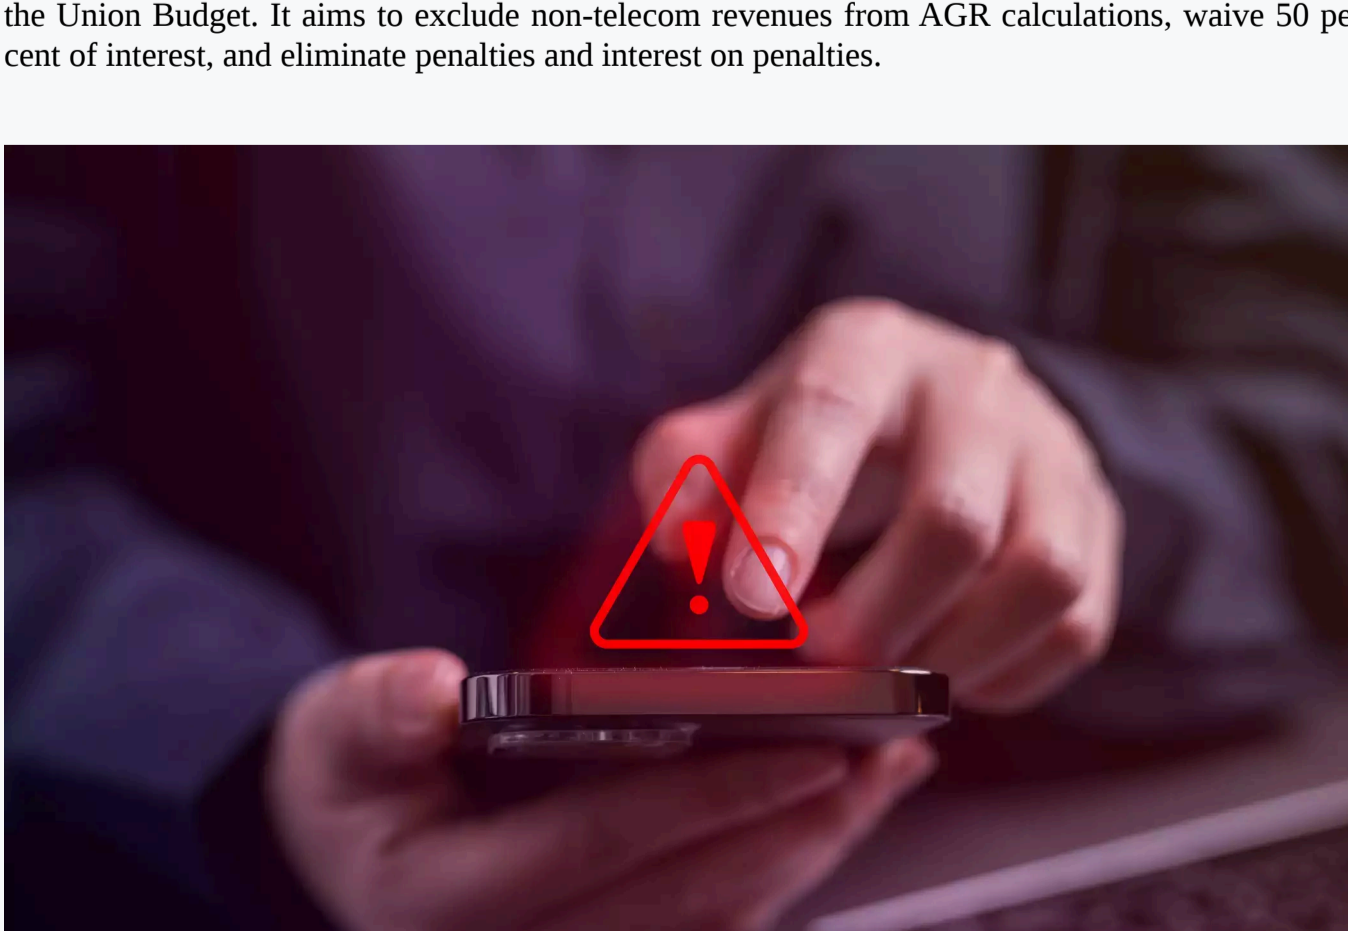 the Union Budget. It aims to exclude non-telecom revenues from AGR calculations, waive 50 pe
cent of interest, and eliminate penalties and interest on penalties.